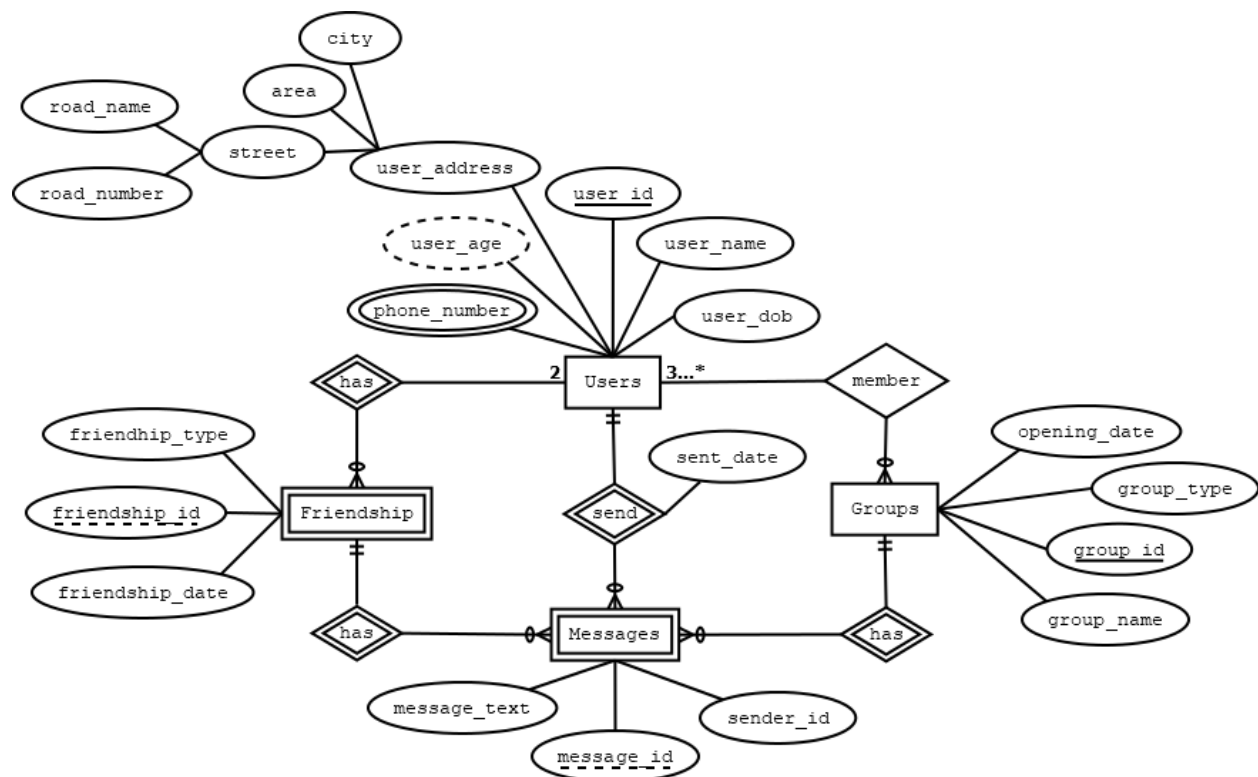 city
area
road_name
street
user_address
road_number
user_id
user_age
user_name
phone_number
user_dob
has
2
Users
3...*
member
friendhip_type
sent_date
opening_date
group_type
friendship_id
Friendship
send
Groups
group_id
friendship_date
group_name
has
Messages
has
message_text
sender_id
message_id